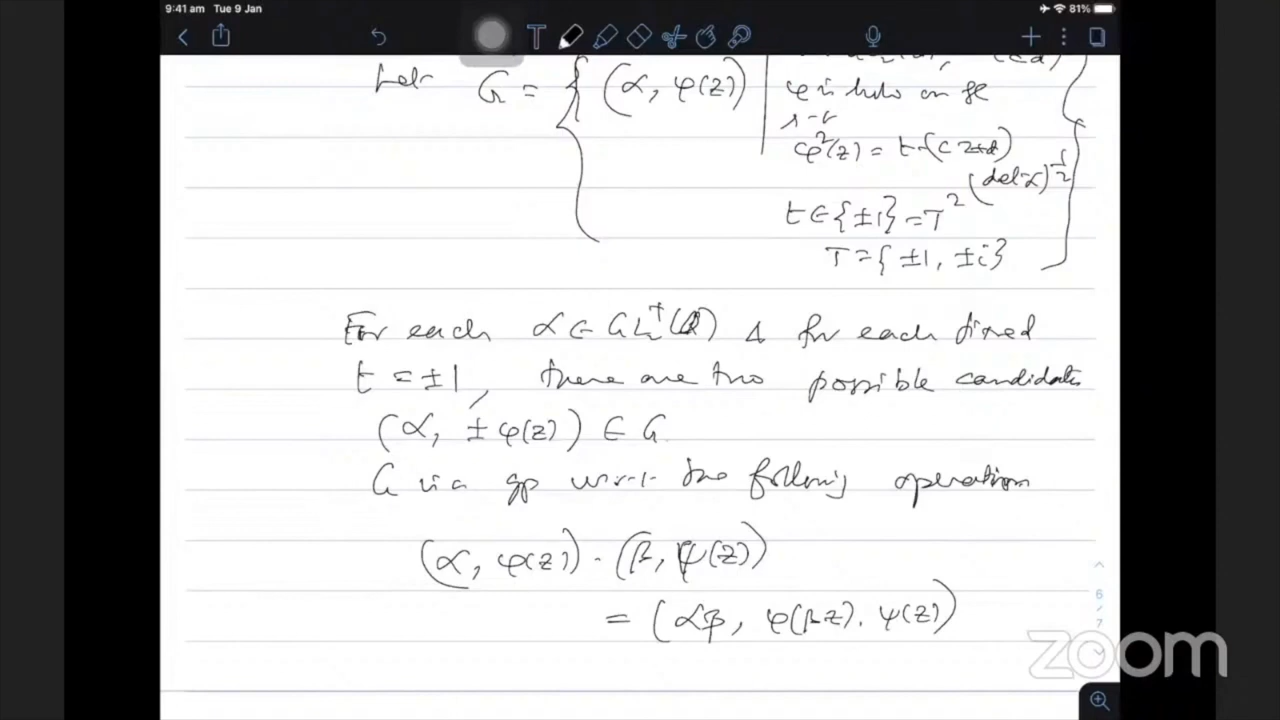 9:41 am Tue 9 Jan
81%
Let G = { (α, φ(z)) |
φ is holo on ℋ
s.t.
φ²(z) = t·(cz+d)
(det α)^{-1/2}
t ∈ {±1} = T²
T = {±1, ±i} }
For each α ∈ GL₂⁺(Q) & for each fixed
t = ±1, there are two possible candidates
(α, ± φ(z)) ∈ G
G is a gp w.r.t. the following operation
(α, φ(z)) · (β, ψ(z))
= (αβ, φ(βz). ψ(z))
6
/
7
zoom